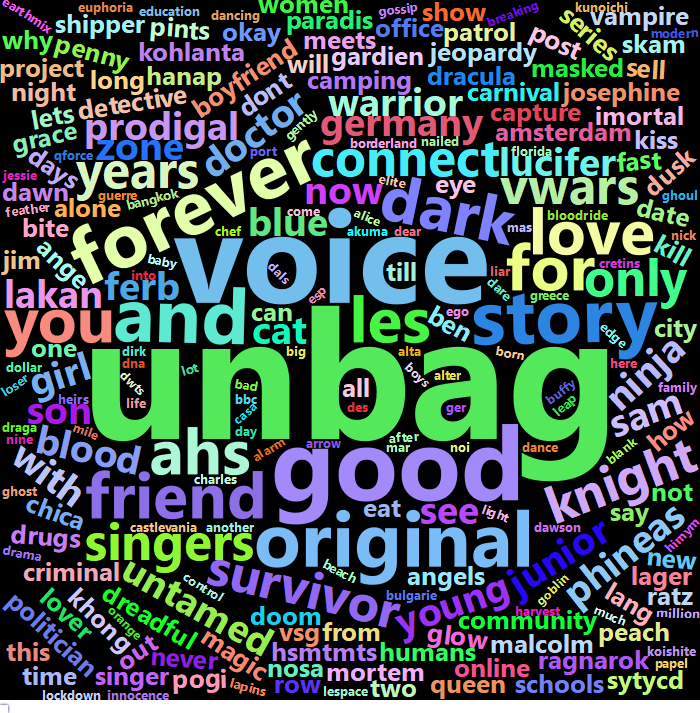 earthmix euphoria education dancing women gossip show breaking kunoichi vampire
shipper pints okay paradis office patrol series modern
why penny kohlanta meets gardien jeopardy post skam
project long hanap boyfriend will camping dracula masked sell
night detective dont warrior carnival josephine
lets prodigal doctor gently germany capture imortal
grace zone port borderland nailed amsterdam kiss
qforce years forever connect lucifer florida fast dusk
days jessie dawn guerre bangkok now elite eye vwars date ghoul
feather alone come alice dark mas bloodride nick
bite chef blue akuma dear love kill
jim ange baby voice till liar for cretins only
lakan into ferb dals esp dare greece
you and can les ben ego story edge city
one cat big alta born here ninja
dollar girl dirk dna lot boys family
loser heirs dwts life bad bbc all alter buffy leap sam
son unbag casa des ger how
draga nine mile blood day after arrow mar noi dance blank
ahs alarm good knight
with ghost charles friend eat see light not
chica castlevania another original dawson say himym
drugs singers phineas
drama criminal control beach angels junior goblin new lager
untamed survivor bulgarie young harvest lang ratz
lover khong dreadful orange doom community much million
politician out magic vsg from glow malcolm peach
this never hsmtmts humans ragnarok koishite
time singer pogi lapins nosa mortem online papel
lockdown innocence row lespace two queen schools sytycd